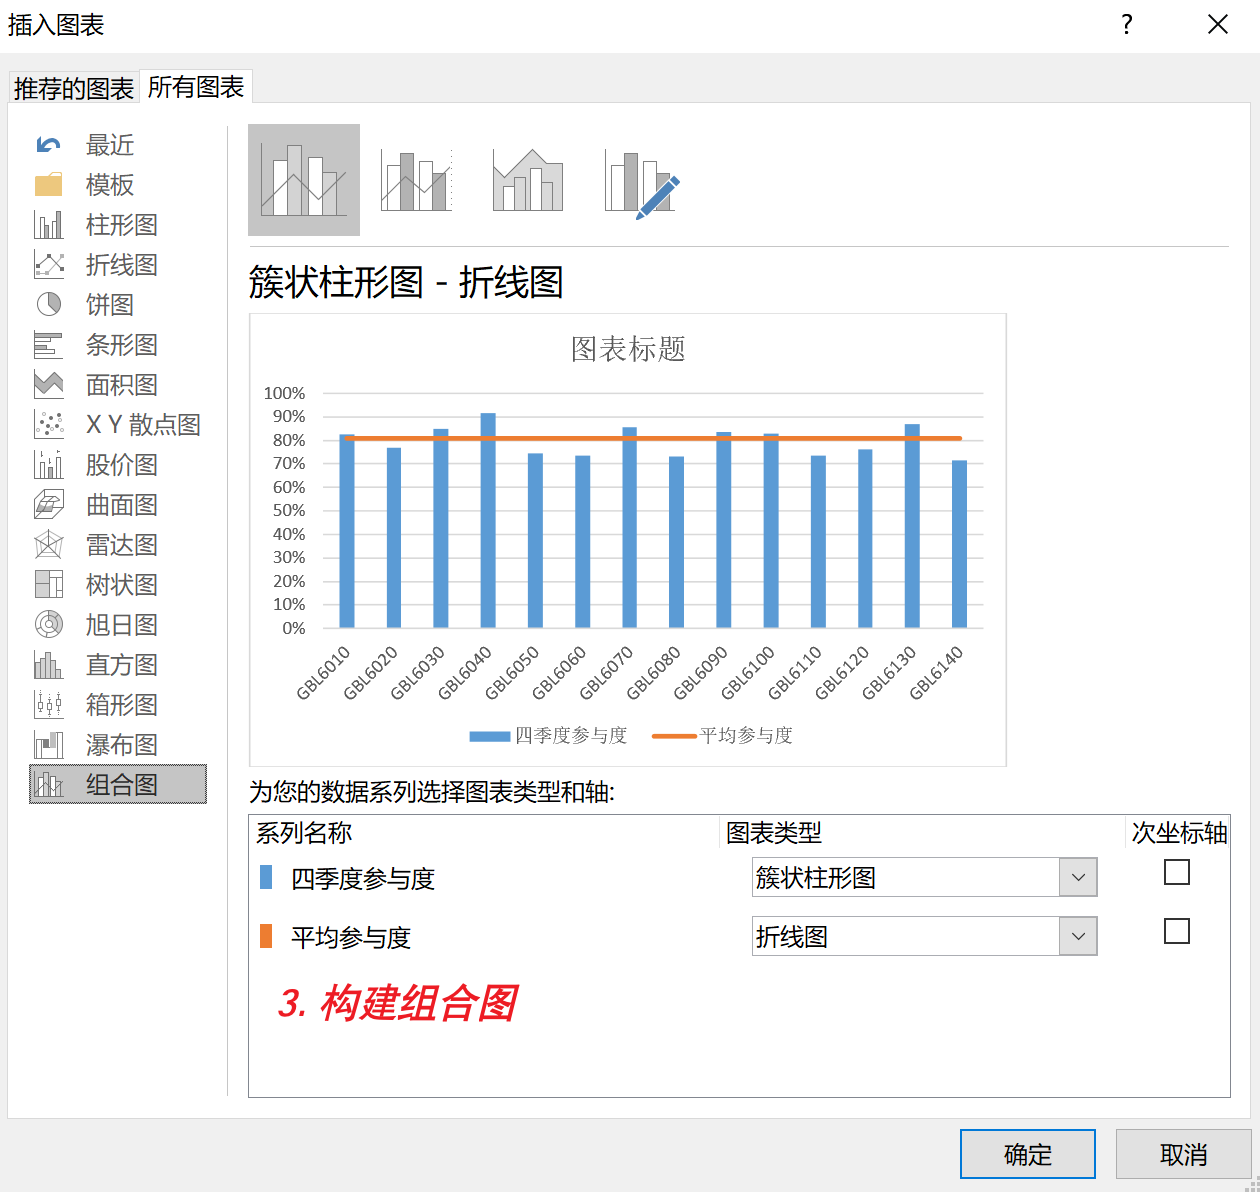 插入图表
?
推荐的图表 所有图表
最近
模板
柱形图
折线图
饼图
条形图
面积图
X Y 散点图
股价图
曲面图
雷达图
树状图
旭日图
直方图
箱形图
瀑布图
组合图
簇状柱形图 - 折线图
图表标题
100%
90%
80%
70%
60%
50%
40%
30%
20%
10%
0%
GBL6010 GBL6020 GBL6030 GBL6040 GBL6050 GBL6060 GBL6070 GBL6080 GBL6090 GBL6100 GBL6110 GBL6120 GBL6130 GBL6140
四季度参与度 平均参与度
为您的数据系列选择图表类型和轴:
系列名称 图表类型 次坐标轴
四季度参与度 簇状柱形图
平均参与度 折线图
3. 构建组合图
确定 取消